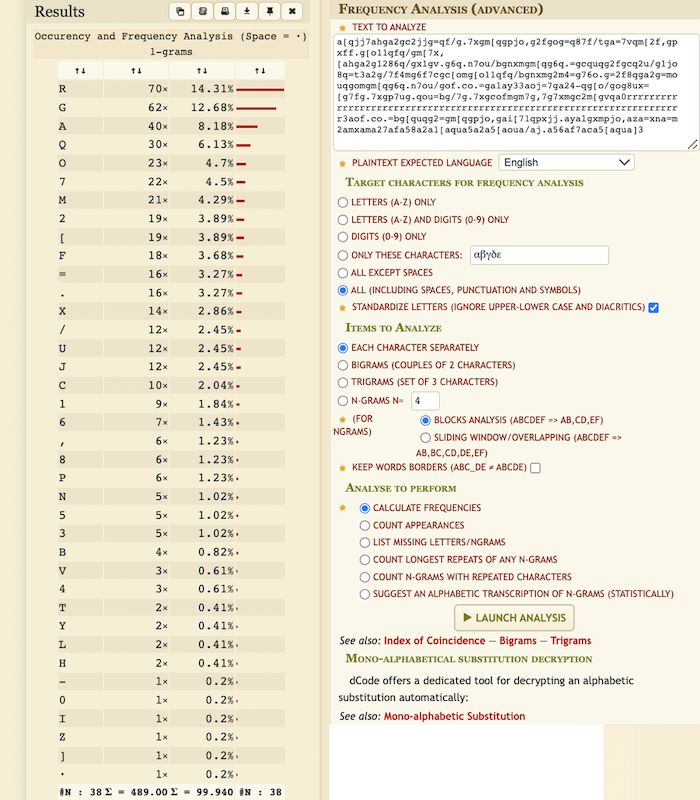 Results
Occurency and Frequency Analysis (Space = ·)
1-grams
↑↓ ↑↓ ↑↓ ↑↓
R 70× 14.31%
G 62× 12.68%
A 40× 8.18%
Q 30× 6.13%
O 23× 4.7%
7 22× 4.5%
M 21× 4.29%
2 19× 3.89%
[ 19× 3.89%
F 18× 3.68%
= 16× 3.27%
. 16× 3.27%
X 14× 2.86%
/ 12× 2.45%
U 12× 2.45%
J 12× 2.45%
C 10× 2.04%
1 9× 1.84%
6 7× 1.43%
, 6× 1.23%
8 6× 1.23%
P 6× 1.23%
N 5× 1.02%
5 5× 1.02%
3 5× 1.02%
B 4× 0.82%
V 3× 0.61%
4 3× 0.61%
T 2× 0.41%
Y 2× 0.41%
L 2× 0.41%
H 2× 0.41%
– 1× 0.2%
0 1× 0.2%
I 1× 0.2%
Z 1× 0.2%
] 1× 0.2%
· 1× 0.2%
#N : 38 Σ = 489.00 Σ = 99.940 #N : 38
Frequency Analysis (advanced)
★ Text to analyze
a[qjj7ahga2gc2jjg=qf/g.7xgm[qgpjo,g2fgog=q87f/tga=7vqm[2f,gp
xff.g[o11qfq/gm[7x,
[ahga2g1286q/gx1gv.g6q.n7ou/bgnxmgm[qg6q.=gcquqg2fgcq2u/g1jo
8q=t3a2g/7f4mg6f7cgc[omg[o11qfq/bgnxmg2m4=g76o.g=2f8qga2g=mo
uqgomgm[qg6q.n7ou/gof.co.=galay33aoj=7ga24-qg[o/gog8ux=
[g7fg.7xgp7ug.qou=bg/7g.7xgcofmgm7g,7g7xmgc2m[gvqa0rrrrrrrrr
rrrrrrrrrrrrrrrrrrrrrrrrrrrrrrrrrrrrrrrrrrrrrrrrrrrrrrrrrrrr
r3aof.co.=bg[quqg2=gm[qgpjo,gai[71qpxjj.ayalgxmpjo,aza=xna=m
2amxama27afa58a2a1[aqua5a2a5[aoua/aj.a56af7aca5[aqua]3
★ Plaintext expected language English
Target characters for frequency analysis
Letters (A-Z) only
Letters (A-Z) and Digits (0-9) only
Digits (0-9) only
Only these characters: αβγδε
All except spaces
All (including spaces, punctuation and symbols)
★ Standardize letters (ignore upper-lower case and diacritics)
Items to Analyze
Each character separately
Bigrams (couples of 2 characters)
Trigrams (set of 3 characters)
N-grams N= 4
★ (for ngrams) Blocks analysis (ABCDEF => AB,CD,EF)
Sliding window/overlapping (ABCDEF => AB,BC,CD,DE,EF)
★ Keep words borders (ABC_DE ≠ ABCDE)
Analyse to perform
★ Calculate frequencies
Count appearances
List missing letters/ngrams
Count longest repeats of any n-grams
Count n-grams with repeated characters
Suggest an alphabetic transcription of n-grams (statistically)
▶ Launch Analysis
See also: Index of Coincidence – Bigrams – Trigrams
Mono-alphabetical substitution decryption
dCode offers a dedicated tool for decrypting an alphabetic
substitution automatically:
See also: Mono-alphabetic Substitution